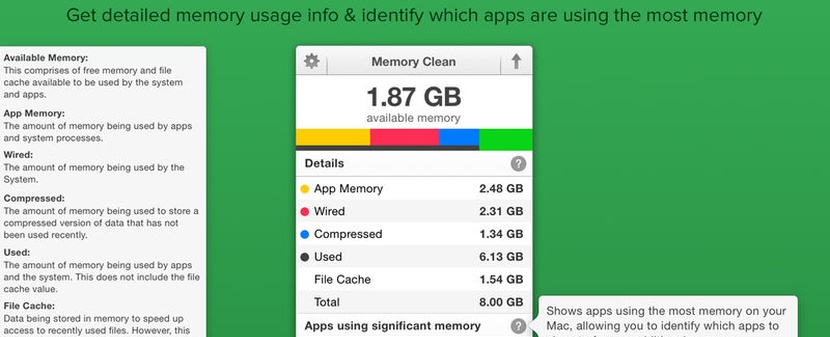 Get detailed memory usage info & identify which apps are using the most memory
Available Memory:
This comprises of free memory and file
cache available to be used by the system
and apps.
App Memory:
The amount of memory being used by apps
and system processes.
Wired:
The amount of memory being used by the
System.
Compressed:
The amount of memory being used to store a
compressed version of data that has not
been used recently.
Used:
The amount of memory being used by apps
and the system. This does not include the file
cache value.
File Cache:
Data being stored in memory to speed up
access to recently used files. However, this
Memory Clean
1.87 GB
available memory
Details ?
App Memory 2.48 GB
Wired 2.31 GB
Compressed 1.34 GB
Used 6.13 GB
File Cache 1.54 GB
Total 8.00 GB
Apps using significant memory ?
Shows apps using the most memory on your
Mac, allowing you to identify which apps to